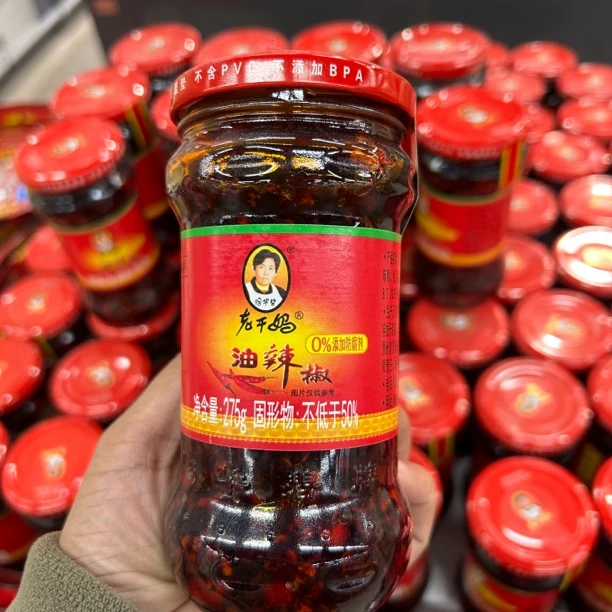 不含PVC 不添加BPA
陶华碧
老干妈®
0%添加防腐剂
油辣椒
图片仅供参考
净含量:275g 固形物:不低于50%